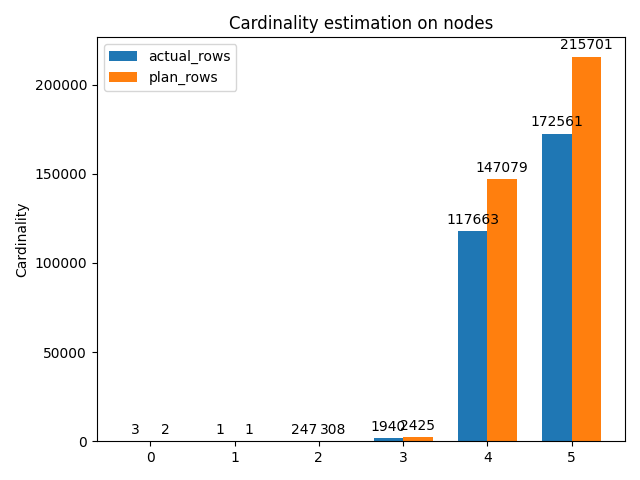 Cardinality estimation on nodes
actual_rows
plan_rows
Cardinality
200000
150000
100000
50000
0
3 2 1 1 247 308 1940 2425 117663 147079 172561 215701
0 1 2 3 4 5